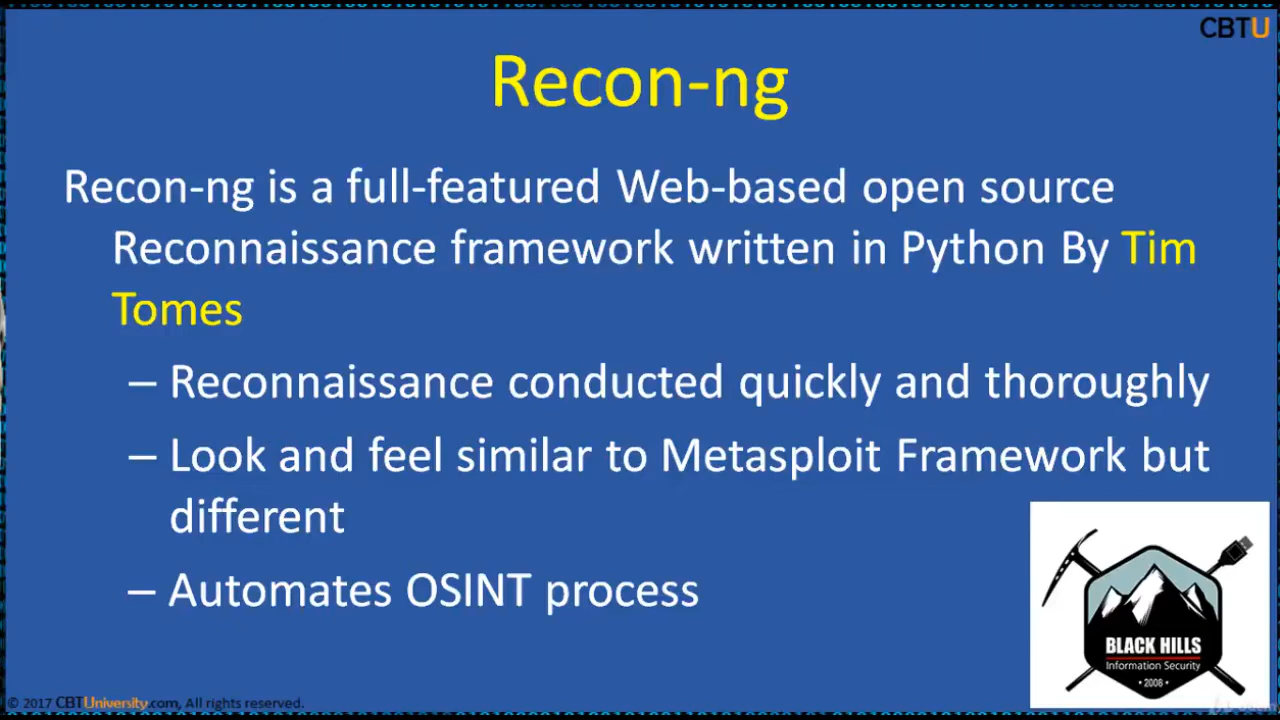 CBTU
Recon-ng
Recon-ng is a full-featured Web-based open source
Reconnaissance framework written in Python By Tim
Tomes
– Reconnaissance conducted quickly and thoroughly
– Look and feel similar to Metasploit Framework but
different
– Automates OSINT process
BLACK HILLS
Information Security
• 2008 •
© 2017 CBTUniversity.com, All rights reserved.